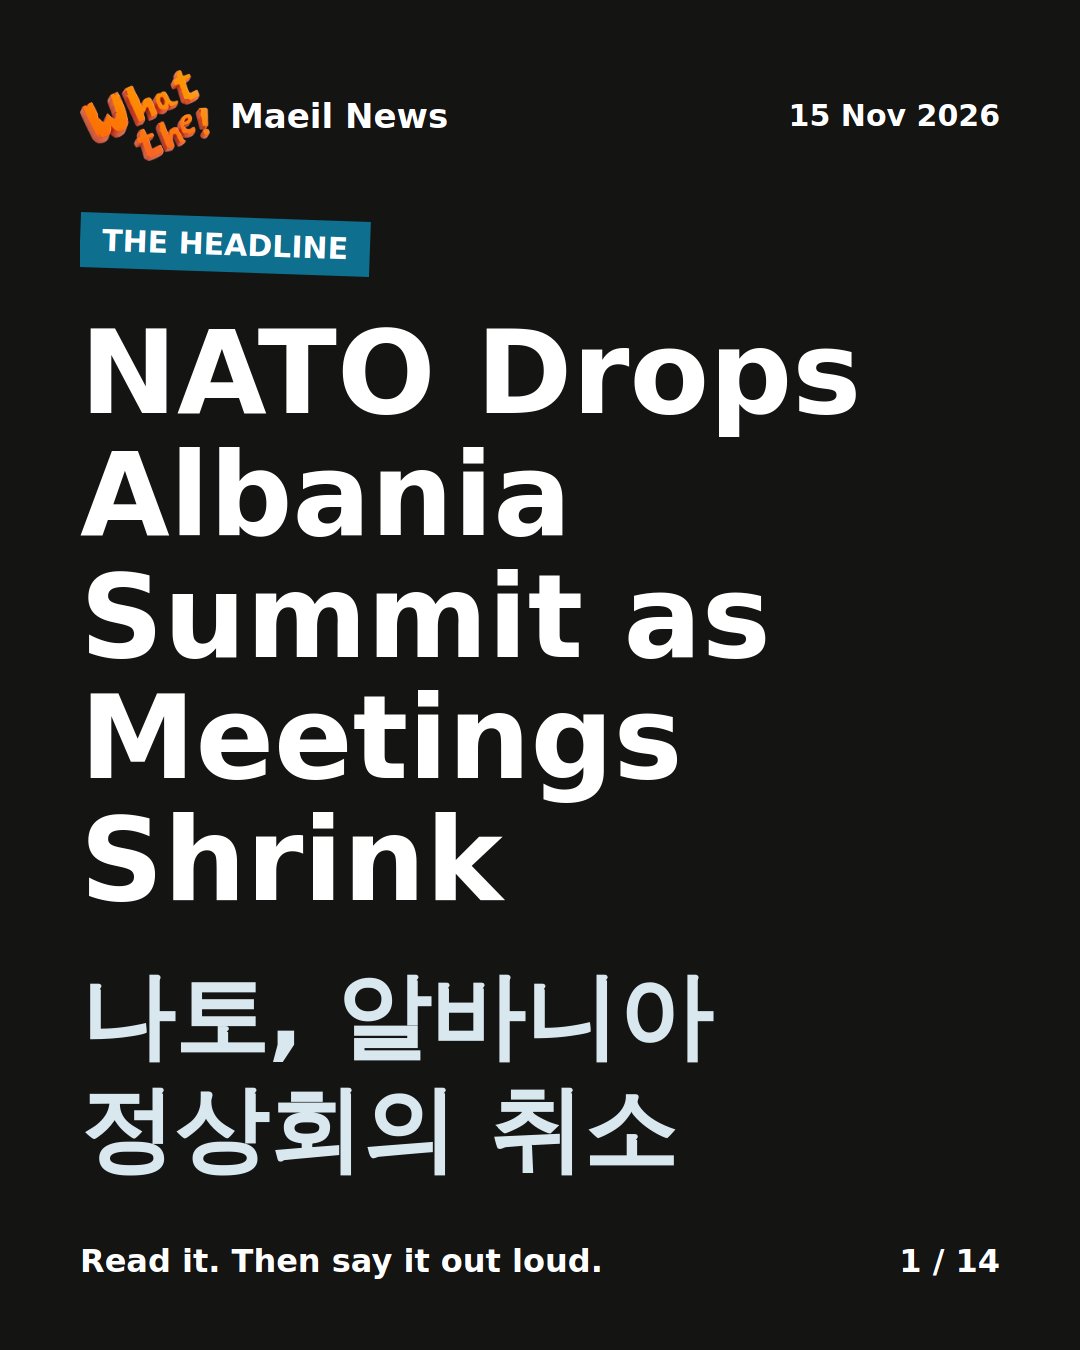 What the!
Maeil News
15 Nov 2026
THE HEADLINE
NATO Drops
Albania
Summit as
Meetings
Shrink
나토, 알바니아
정상회의 취소
Read it. Then say it out loud.
1 / 14